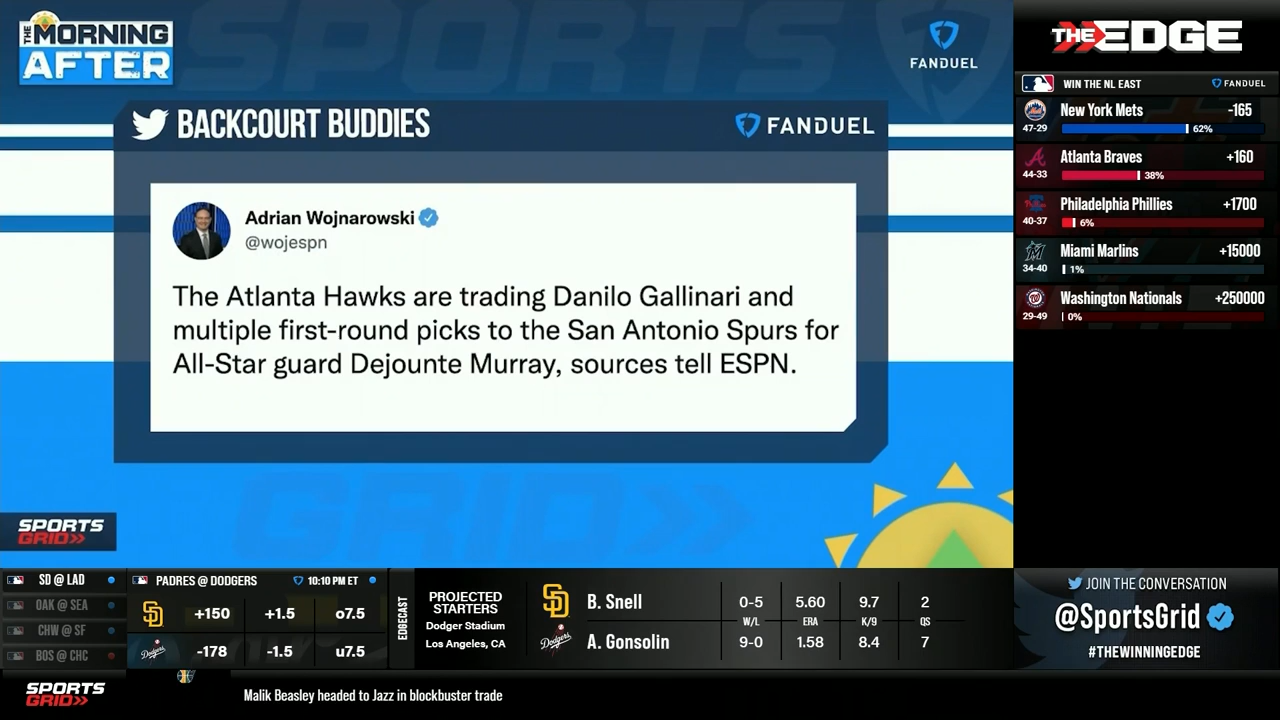 THE MORNING AFTER
FANDUEL
BACKCOURT BUDDIES
FANDUEL
Adrian Wojnarowski
@wojespn
The Atlanta Hawks are trading Danilo Gallinari and
multiple first-round picks to the San Antonio Spurs for
All-Star guard Dejounte Murray, sources tell ESPN.
SPORTS
GRID
SPORTS
GRID
THE EDGE
WIN THE NL EAST FANDUEL
New York Mets -165
47-29 62%
Atlanta Braves +160
44-33 38%
Philadelphia Phillies +1700
40-37 6%
Miami Marlins +15000
34-40 1%
Washington Nationals +250000
29-49 0%
SD @ LAD
OAK @ SEA
CHW @ SF
BOS @ CHC
PADRES @ DODGERS 10:10 PM ET
SD +150 +1.5 o7.5
Dodgers -178 -1.5 u7.5
EDGECAST
PROJECTED
STARTERS
Dodger Stadium
Los Angeles, CA
SD B. Snell 0-5 5.60 9.7 2
W/L ERA K/9 QS
Dodgers A. Gonsolin 9-0 1.58 8.4 7
JOIN THE CONVERSATION
@SportsGrid
#THEWINNINGEDGE
SPORTS
GRID
Malik Beasley headed to Jazz in blockbuster trade